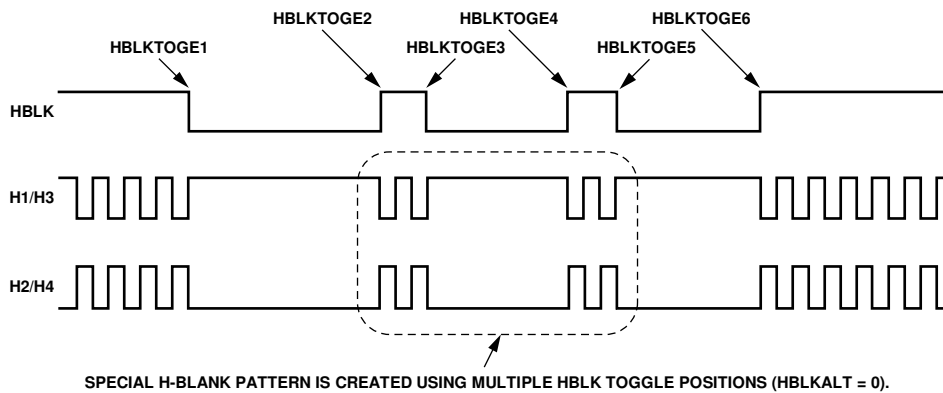 HBLKTOGE2 HBLKTOGE4 HBLKTOGE6
HBLKTOGE1 HBLKTOGE3 HBLKTOGE5
HBLK
H1/H3
H2/H4
SPECIAL H-BLANK PATTERN IS CREATED USING MULTIPLE HBLK TOGGLE POSITIONS (HBLKALT = 0).